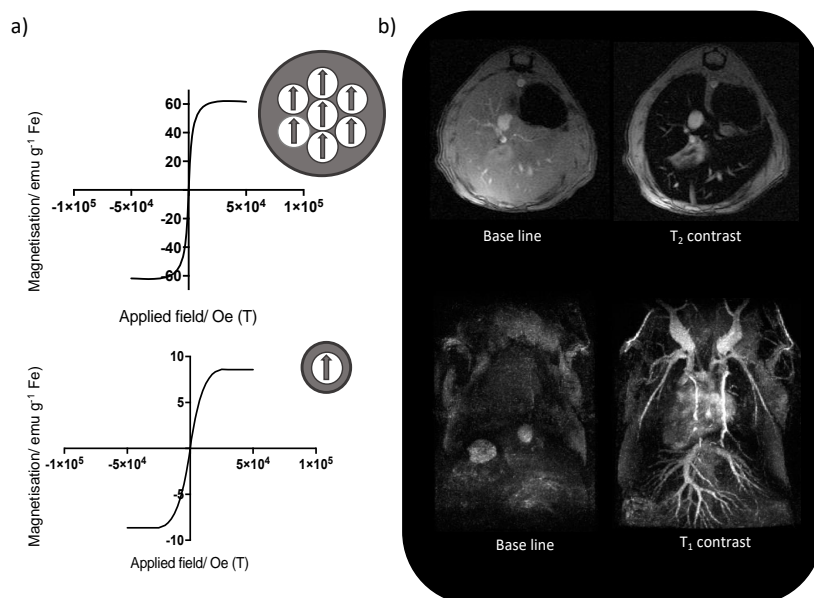 a)
b)
Magnetisation/ emu g⁻¹ Fe)
60
40
20
-1×10⁵ -5×10⁴ 5×10⁴ 1×10⁵
-20
-40
-60
Applied field/ Oe (T)
Magnetisation/ emu g⁻¹ Fe)
10
5
-1×10⁵ -5×10⁴ 5×10⁴ 1×10⁵
-5
-10
Applied field/ Oe (T)
Base line T₂ contrast
Base line T₁ contrast